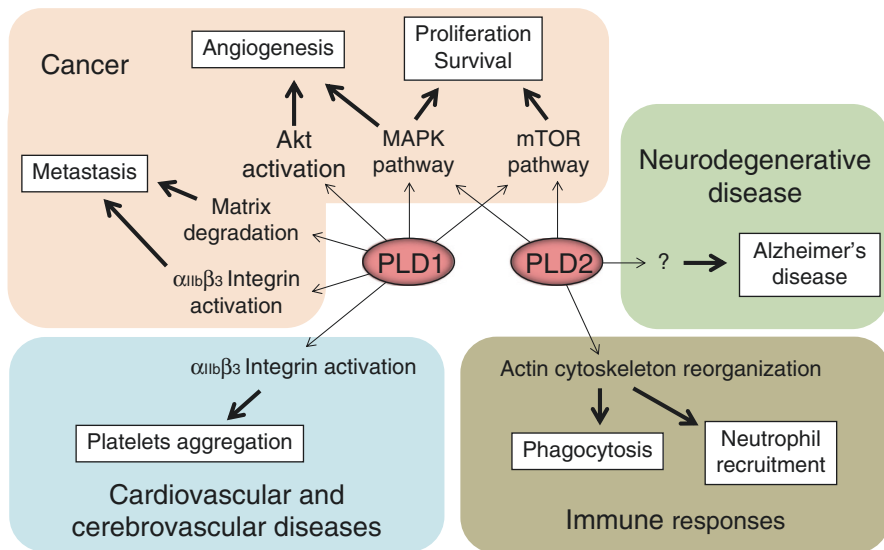 Cancer
Angiogenesis
Proliferation
Survival
Akt
activation
MAPK
pathway
mTOR
pathway
Metastasis
Matrix
degradation
αIIbβ3 Integrin
activation
PLD1
PLD2
Neurodegenerative
disease
?
Alzheimer's
disease
αIIbβ3 Integrin activation
Platelets aggregation
Cardiovascular and
cerebrovascular diseases
Actin cytoskeleton reorganization
Phagocytosis
Neutrophil
recruitment
Immune responses